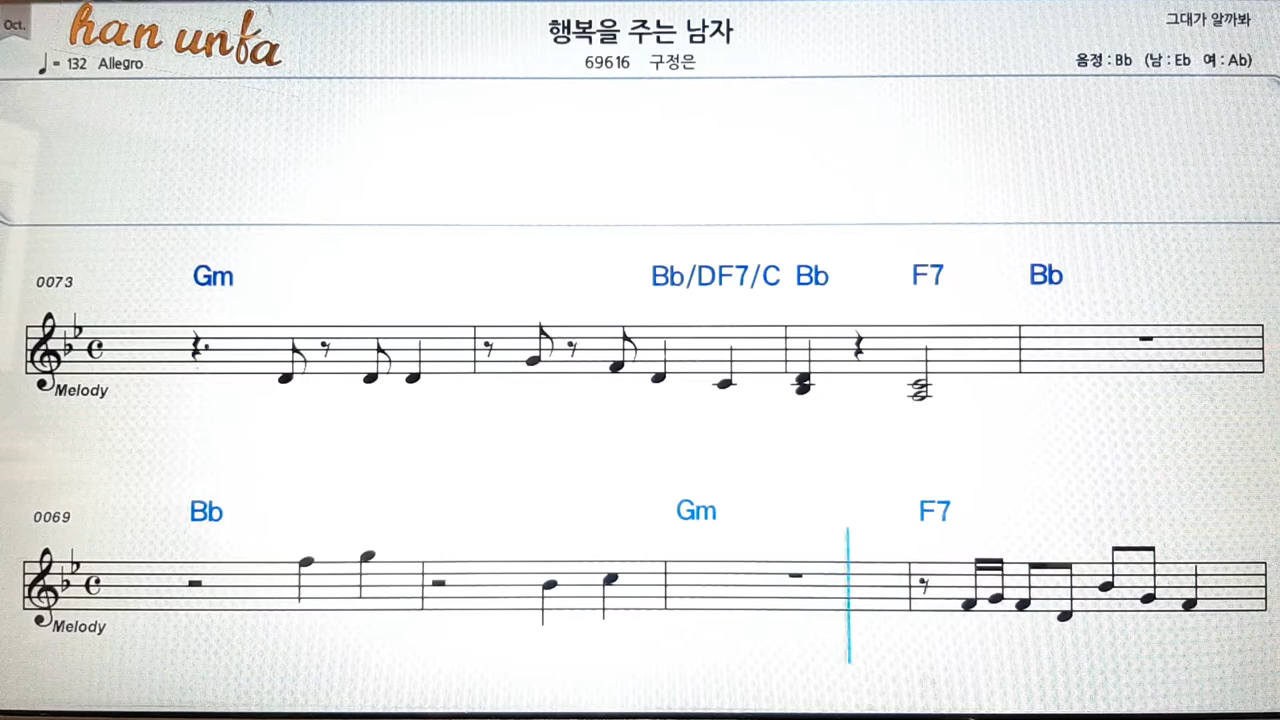 Oct.
han unfa
행복을 주는 남자
그대가 알까봐
♩= 132 Allegro
69616 구정은
음정 : Bb (남 : Eb 여 : Ab)
0073 Gm Bb/D F7/C Bb F7 Bb
Melody
0069 Bb Gm F7
Melody